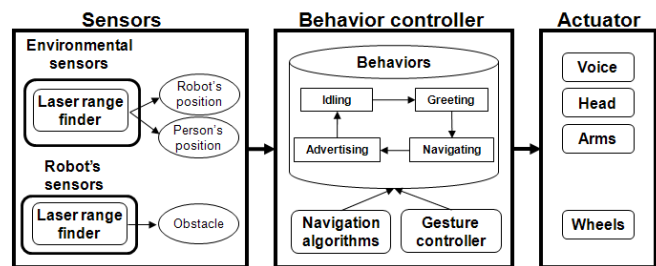 Sensors
Environmental
sensors
Laser range
finder
Robot's
position
Person's
position
Robot's
sensors
Laser range
finder
Obstacle
Behavior controller
Behaviors
Idling
Greeting
Advertising
Navigating
Navigation
algorithms
Gesture
controller
Actuator
Voice
Head
Arms
Wheels